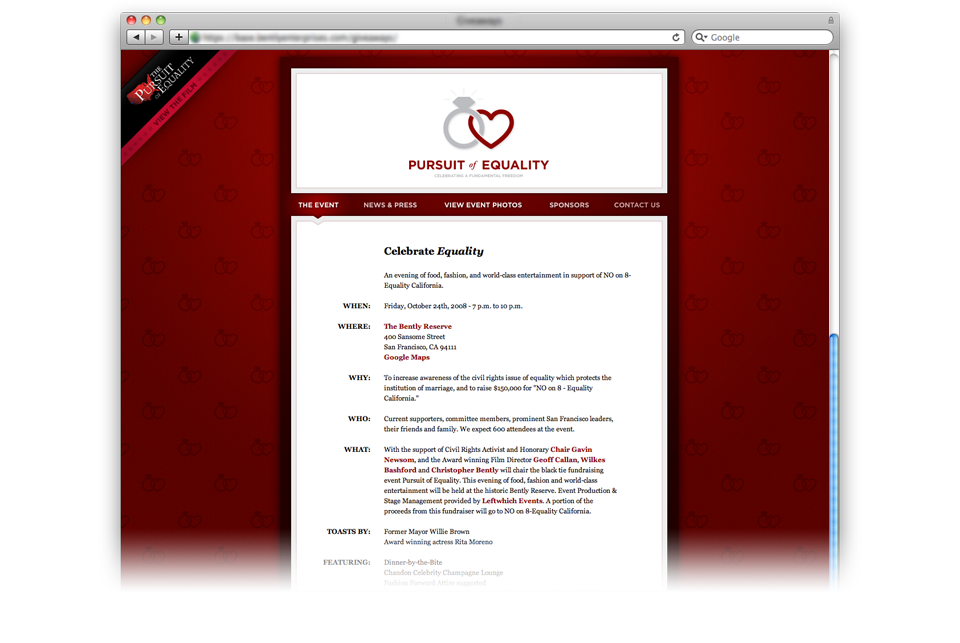 Google
THE
PURSUIT
OF EQUALITY
VIEW THE FILM
PURSUIT of EQUALITY
CELEBRATING A FUNDAMENTAL FREEDOM
THE EVENT NEWS & PRESS VIEW EVENT PHOTOS SPONSORS CONTACT US
Celebrate Equality
An evening of food, fashion, and world-class entertainment in support of NO on 8-
Equality California.
WHEN: Friday, October 24th, 2008 - 7 p.m. to 10 p.m.
WHERE: The Bently Reserve
400 Sansome Street
San Francisco, CA 94111
Google Maps
WHY: To increase awareness of the civil rights issue of equality which protects the
institution of marriage, and to raise $150,000 for "NO on 8 - Equality
California."
WHO: Current supporters, committee members, prominent San Francisco leaders,
their friends and family. We expect 600 attendees at the event.
WHAT: With the support of Civil Rights Activist and Honorary Chair Gavin
Newsom, and the Award winning Film Director Geoff Callan, Wilkes
Bashford and Christopher Bently will chair the black tie fundraising
event Pursuit of Equality. This evening of food, fashion and world-class
entertainment will be held at the historic Bently Reserve. Event Production &
Stage Management provided by Leftwhich Events. A portion of the
proceeds from this fundraiser will go to NO on 8-Equality California.
TOASTS BY: Former Mayor Willie Brown
Award winning actress Rita Moreno
FEATURING: Dinner-by-the-Bite
Chandon Celebrity Champagne Lounge
Fashion Forward Attire